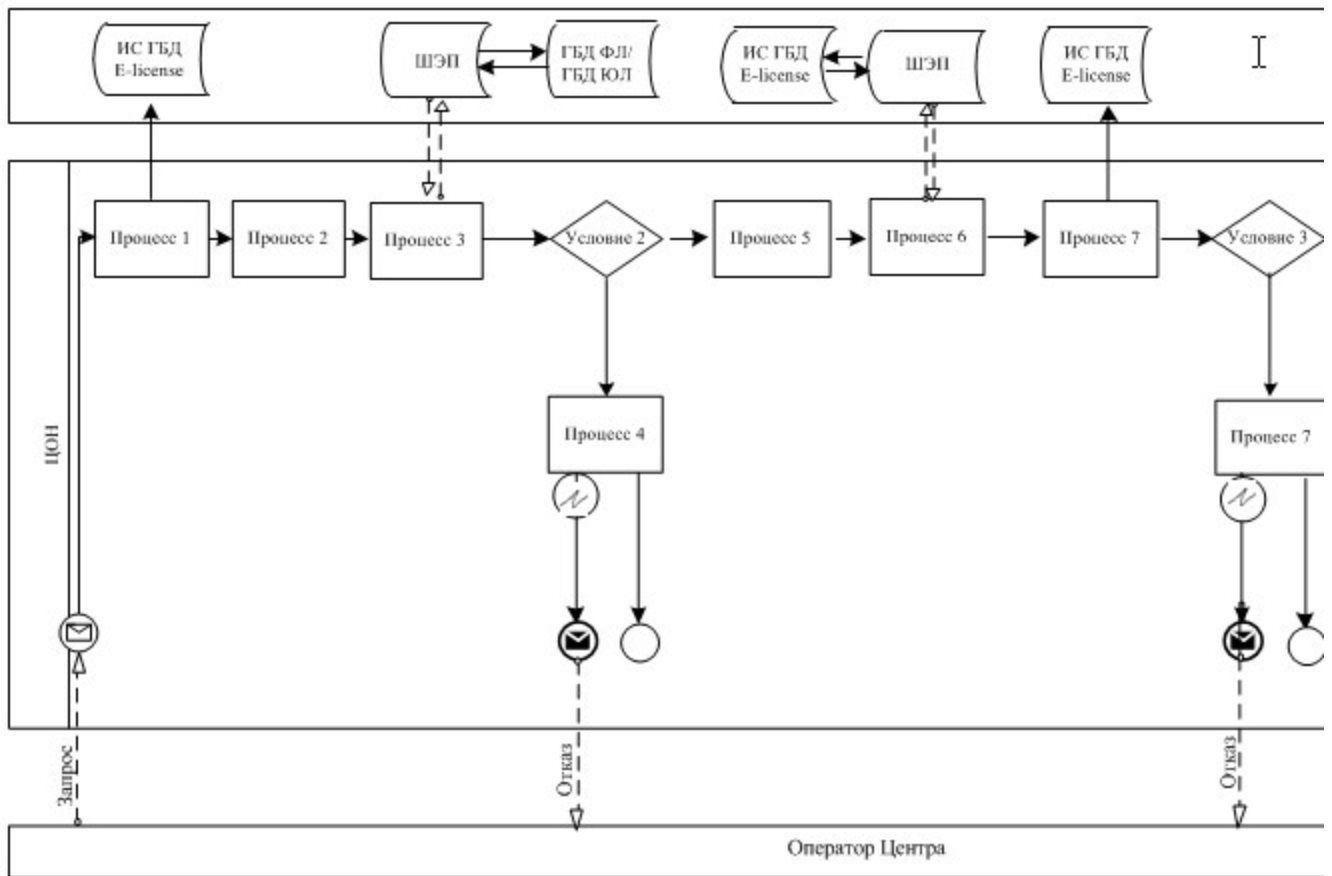 ИС ГБД
E-license
ШЭП
ГБД ФЛ/
ГБД ЮЛ
ИС ГБД
E-license
ШЭП
ИС ГБД
E-license
ЦОН
Процесс 1
Процесс 2
Процесс 3
Условие 2
Процесс 5
Процесс 6
Процесс 7
Условие 3
Процесс 4
Процесс 7
Запрос
Отказ
Отказ
Оператор Центра